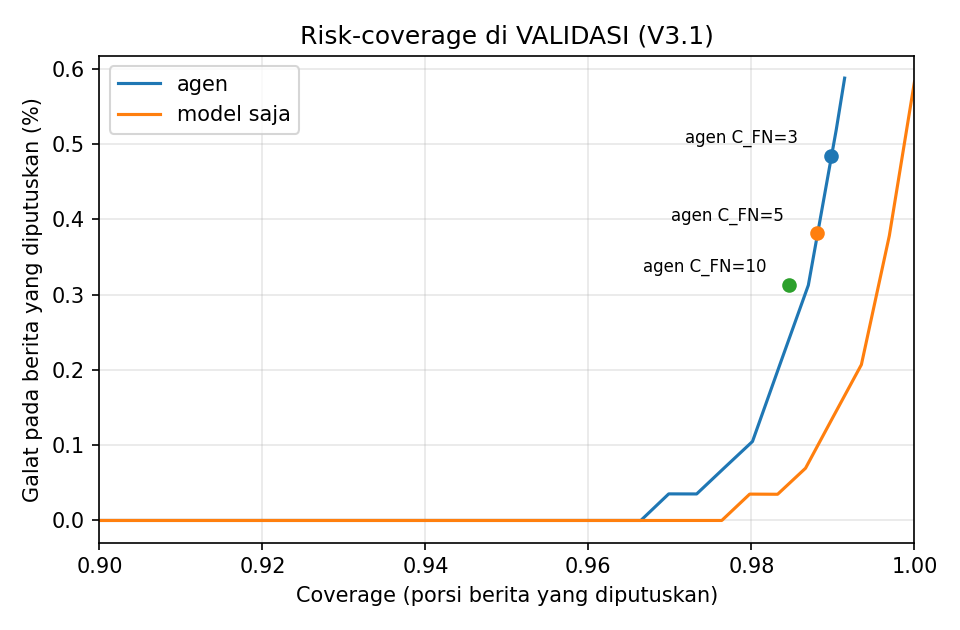 Risk-coverage di VALIDASI (V3.1)
agen
model saja
agen C_FN=3
agen C_FN=5
agen C_FN=10
Galat pada berita yang diputuskan (%)
0.6
0.5
0.4
0.3
0.2
0.1
0.0
0.90 0.92 0.94 0.96 0.98 1.00
Coverage (porsi berita yang diputuskan)